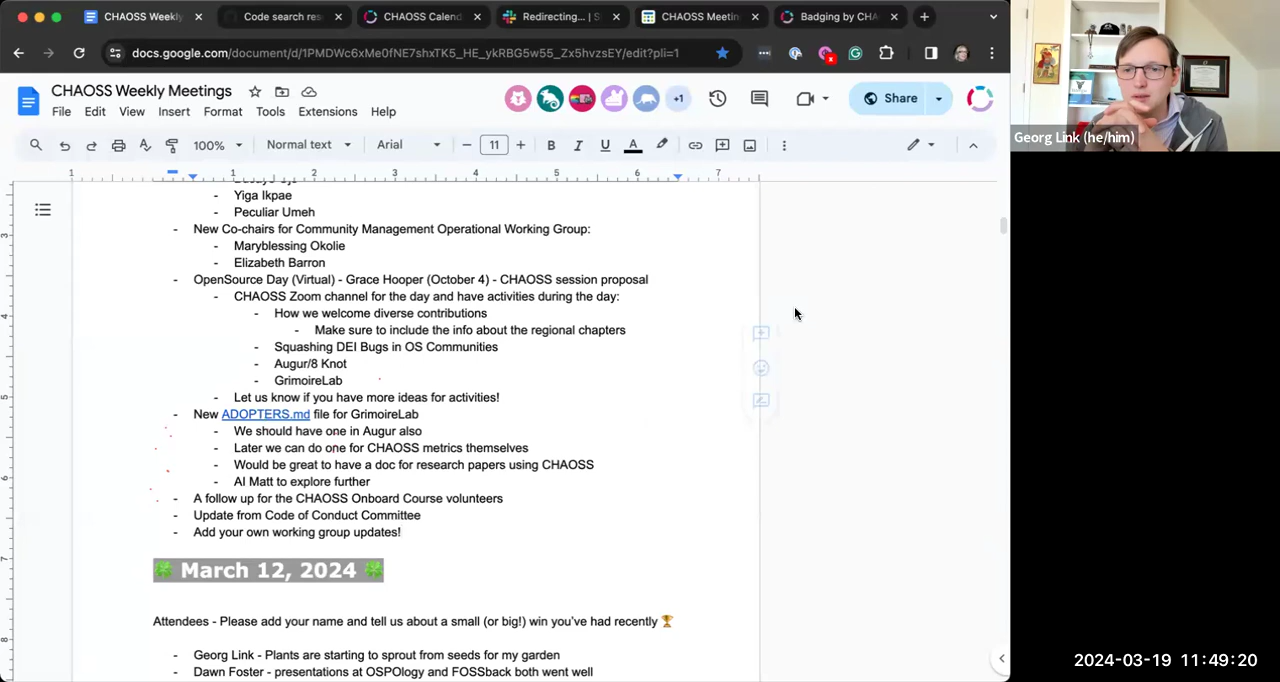 CHAOSS Weekly
Code search res
CHAOSS Calend
Redirecting... | S
CHAOSS Meetin
Badging by CHA
docs.google.com/document/d/1PMDWc6xMe0fNE7shxTK5_HE_ykRBG5w55_Zx5hvzsEY/edit?pli=1
CHAOSS Weekly Meetings
+1
Share
File Edit View Insert Format Tools Extensions Help
100% Normal text Arial 11
1 1 2 3 4 5 6 7
- Yiga Ikpae
- Peculiar Umeh
- New Co-chairs for Community Management Operational Working Group:
- Maryblessing Okolie
- Elizabeth Barron
- OpenSource Day (Virtual) - Grace Hooper (October 4) - CHAOSS session proposal
- CHAOSS Zoom channel for the day and have activities during the day:
- How we welcome diverse contributions
- Make sure to include the info about the regional chapters
- Squashing DEI Bugs in OS Communities
- Augur/8 Knot
- GrimoireLab
- Let us know if you have more ideas for activities!
- New ADOPTERS.md file for GrimoireLab
- We should have one in Augur also
- Later we can do one for CHAOSS metrics themselves
- Would be great to have a doc for research papers using CHAOSS
- AI Matt to explore further
- A follow up for the CHAOSS Onboard Course volunteers
- Update from Code of Conduct Committee
- Add your own working group updates!
🍀 March 12, 2024 🍀
Attendees - Please add your name and tell us about a small (or big!) win you've had recently 🏆
- Georg Link - Plants are starting to sprout from seeds for my garden
- Dawn Foster - presentations at OSPOlogy and FOSSback both went well
Georg Link (he/him)
2024-03-19 11:49:20